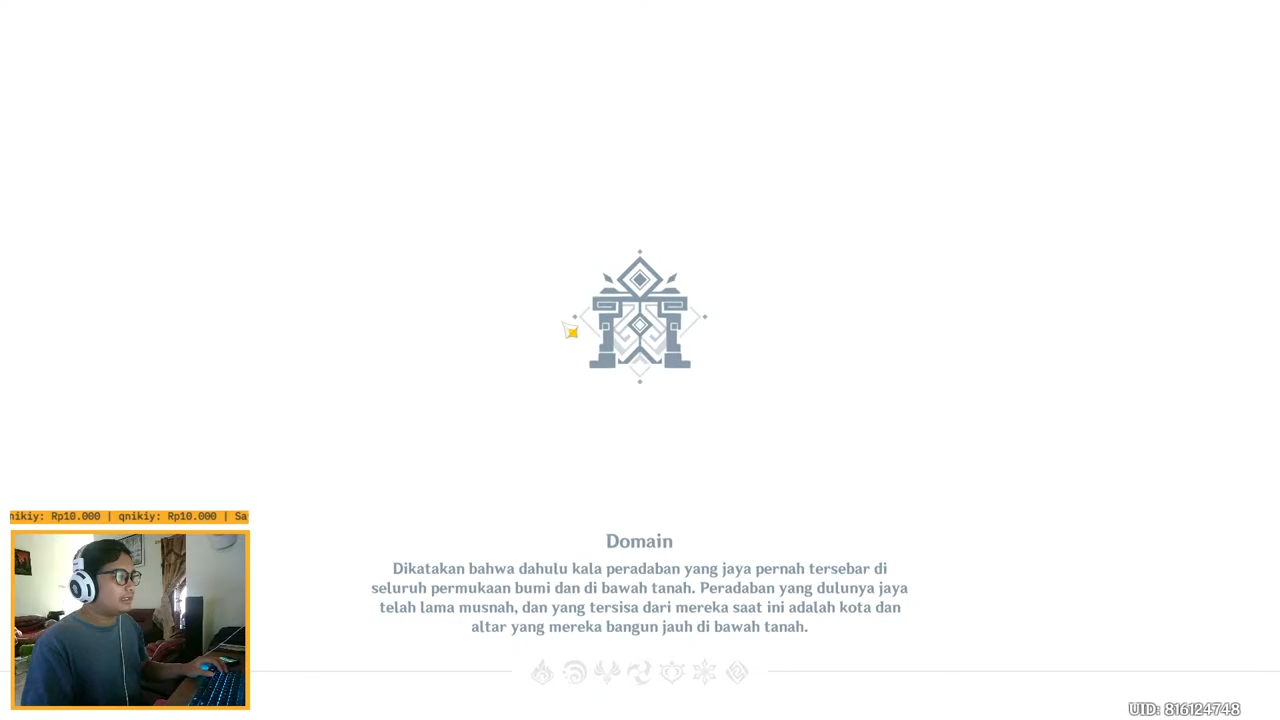 nikiy: Rp10.000 | qnikiy: Rp10.000 | Sa
Domain
Dikatakan bahwa dahulu kala peradaban yang jaya pernah tersebar di
seluruh permukaan bumi dan di bawah tanah. Peradaban yang dulunya jaya
telah lama musnah, dan yang tersisa dari mereka saat ini adalah kota dan
altar yang mereka bangun jauh di bawah tanah.
UID: 816124748